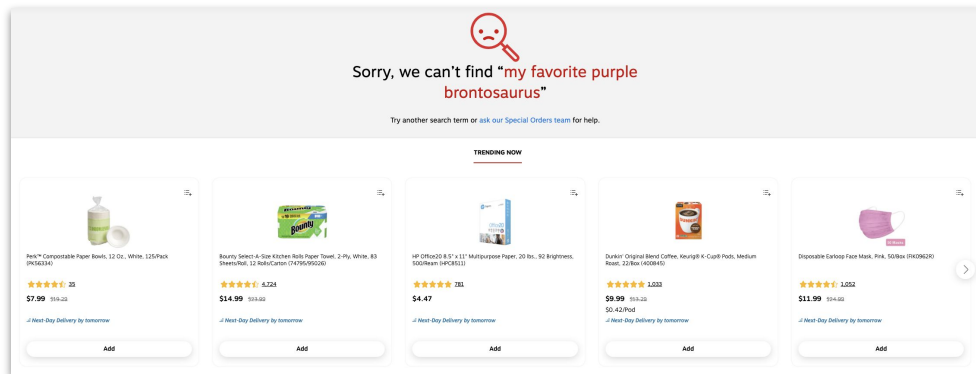 Sorry, we can't find "my favorite purple
brontosaurus"
Try another search term or ask our Special Orders team for help.
TRENDING NOW
Perk™ Compostable Paper Bowls, 12 Oz., White, 125/Pack
(PK56334)
35
$7.99 $19.29
Next-Day Delivery by tomorrow
Add
Bounty
Bounty Select-A-Size Kitchen Rolls Paper Towel, 2-Ply, White, 83
Sheets/Roll, 12 Rolls/Carton (74795/95026)
4,724
$14.99 $23.99
Next-Day Delivery by tomorrow
Add
Office20
HP Office20 8.5" x 11" Multipurpose Paper, 20 lbs., 92 Brightness,
500/Ream (HPC8511)
781
$4.47
Next-Day Delivery by tomorrow
Add
Dunkin' Original Blend Coffee, Keurig® K-Cup® Pods, Medium
Roast, 22/Box (400845)
1,033
$9.99
$0.42/Pod
Next-Day Delivery by tomorrow
Add
Disposable Earloop Face Mask, Pink, 50/Box (FIK0962R)
1,052
$11.99 $24.99
Next-Day Delivery by tomorrow
Add